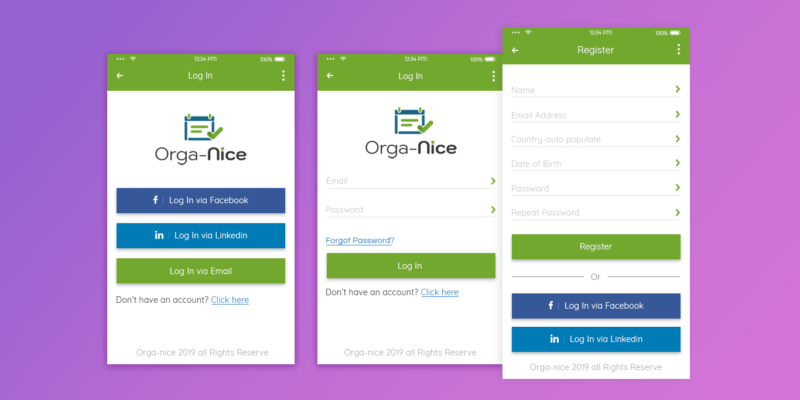 12:34 PM
100%
Log In
Orga-Nice
f | Log In via Facebook
in | Log In via Linkedin
Log In via Email
Don't have an account? Click here
Orga-nice 2019 all Rights Reserve
12:34 PM
100%
Log In
Orga-Nice
Email
Password
Forgot Password?
Log In
Don't have an account? Click here
Orga-nice 2019 all Rights Reserve
12:34 PM
100%
Register
Name
Email Address
Country-auto populate
Date of Birth
Password
Repeat Password
Register
Or
f | Log In via Facebook
in | Log In via Linkedin
Orga-nice 2019 all Rights Reserve